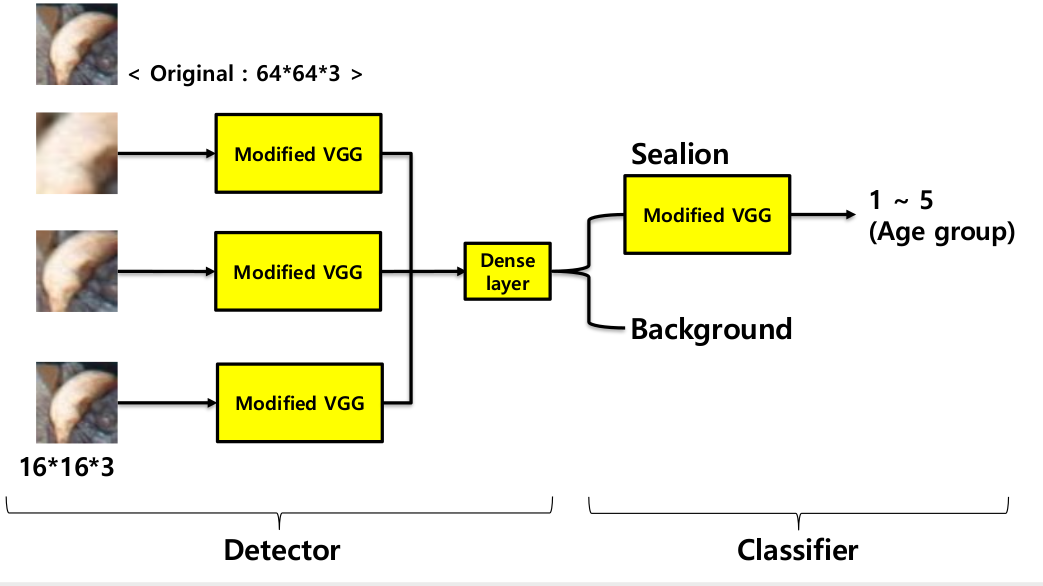 < Original : 64*64*3 >
Modified VGG
Modified VGG
Modified VGG
16*16*3
Dense
layer
Sealion
Modified VGG
Background
1 ~ 5
(Age group)
Detector
Classifier